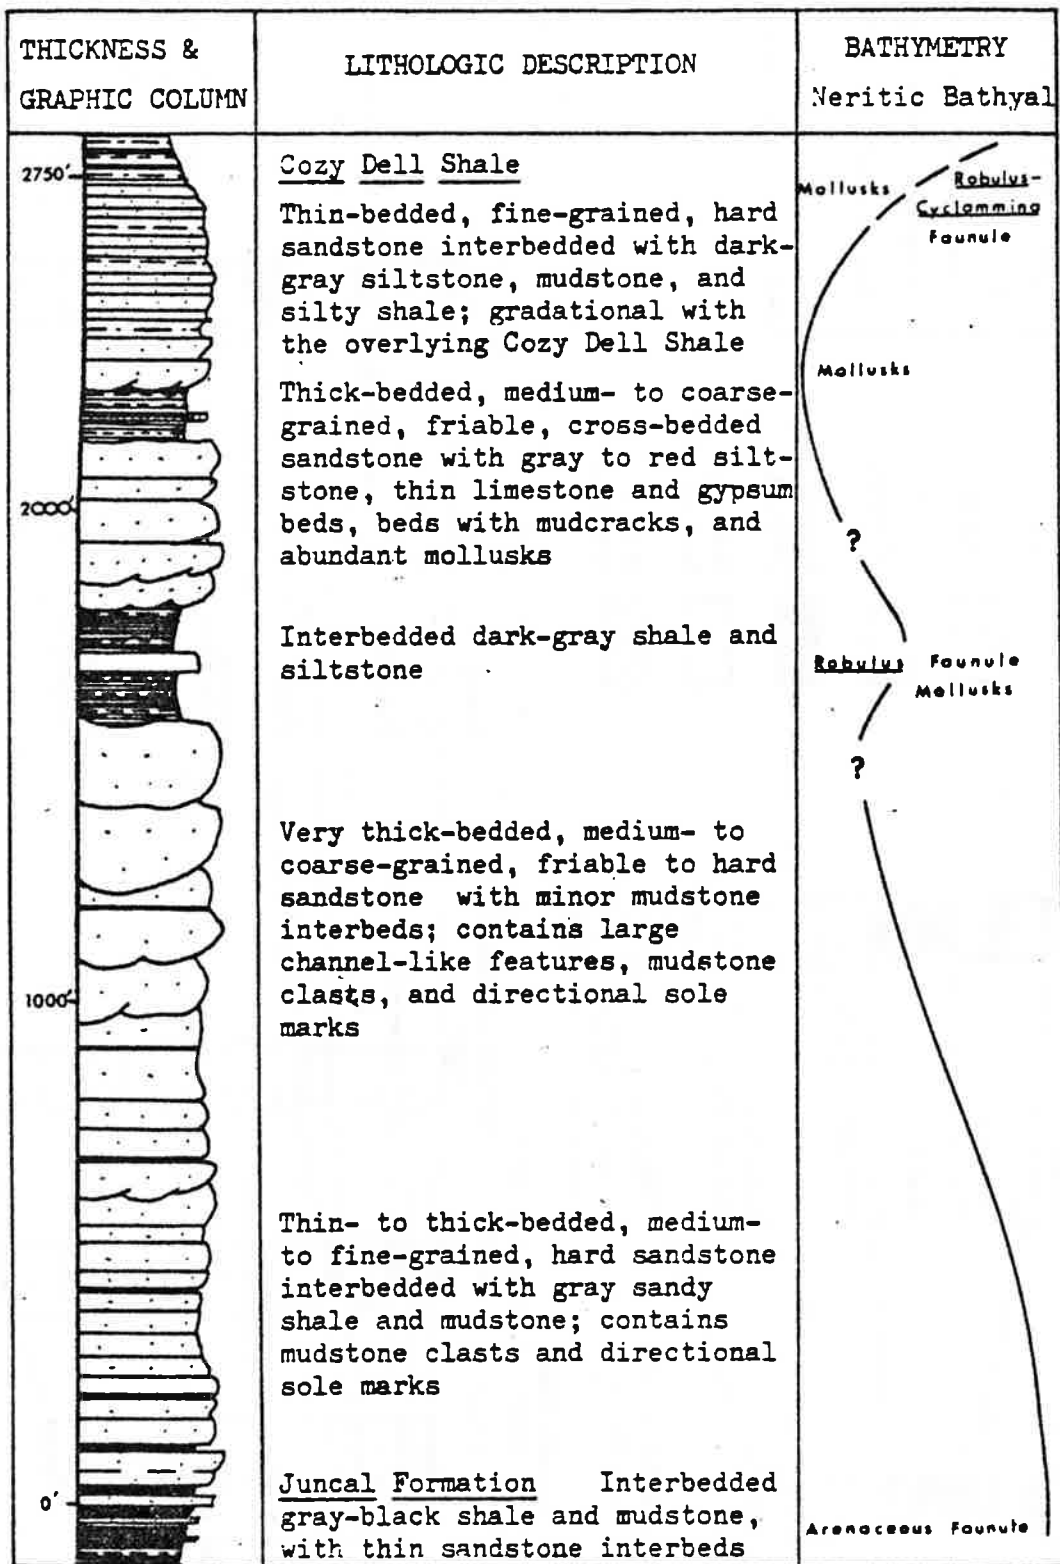 THICKNESS &
GRAPHIC COLUMN
LITHOLOGIC DESCRIPTION
BATHYMETRY
Neritic Bathyal
2750'
2000'
1000'
0'
Cozy Dell Shale
Thin-bedded, fine-grained, hard
sandstone interbedded with dark-
gray siltstone, mudstone, and
silty shale; gradational with
the overlying Cozy Dell Shale
Thick-bedded, medium- to coarse-
grained, friable, cross-bedded
sandstone with gray to red silt-
stone, thin limestone and gypsum
beds, beds with mudcracks, and
abundant mollusks
Interbedded dark-gray shale and
siltstone
Very thick-bedded, medium- to
coarse-grained, friable to hard
sandstone with minor mudstone
interbeds; contains large
channel-like features, mudstone
clasts, and directional sole
marks
Thin- to thick-bedded, medium-
to fine-grained, hard sandstone
interbedded with gray sandy
shale and mudstone; contains
mudstone clasts and directional
sole marks
Juncal Formation Interbedded
gray-black shale and mudstone,
with thin sandstone interbeds
Mollusks
Robulus-
Cyclamming
Faunule
Mollusks
?
Robulus Faunule
Mollusks
?
Arenaceous Faunule